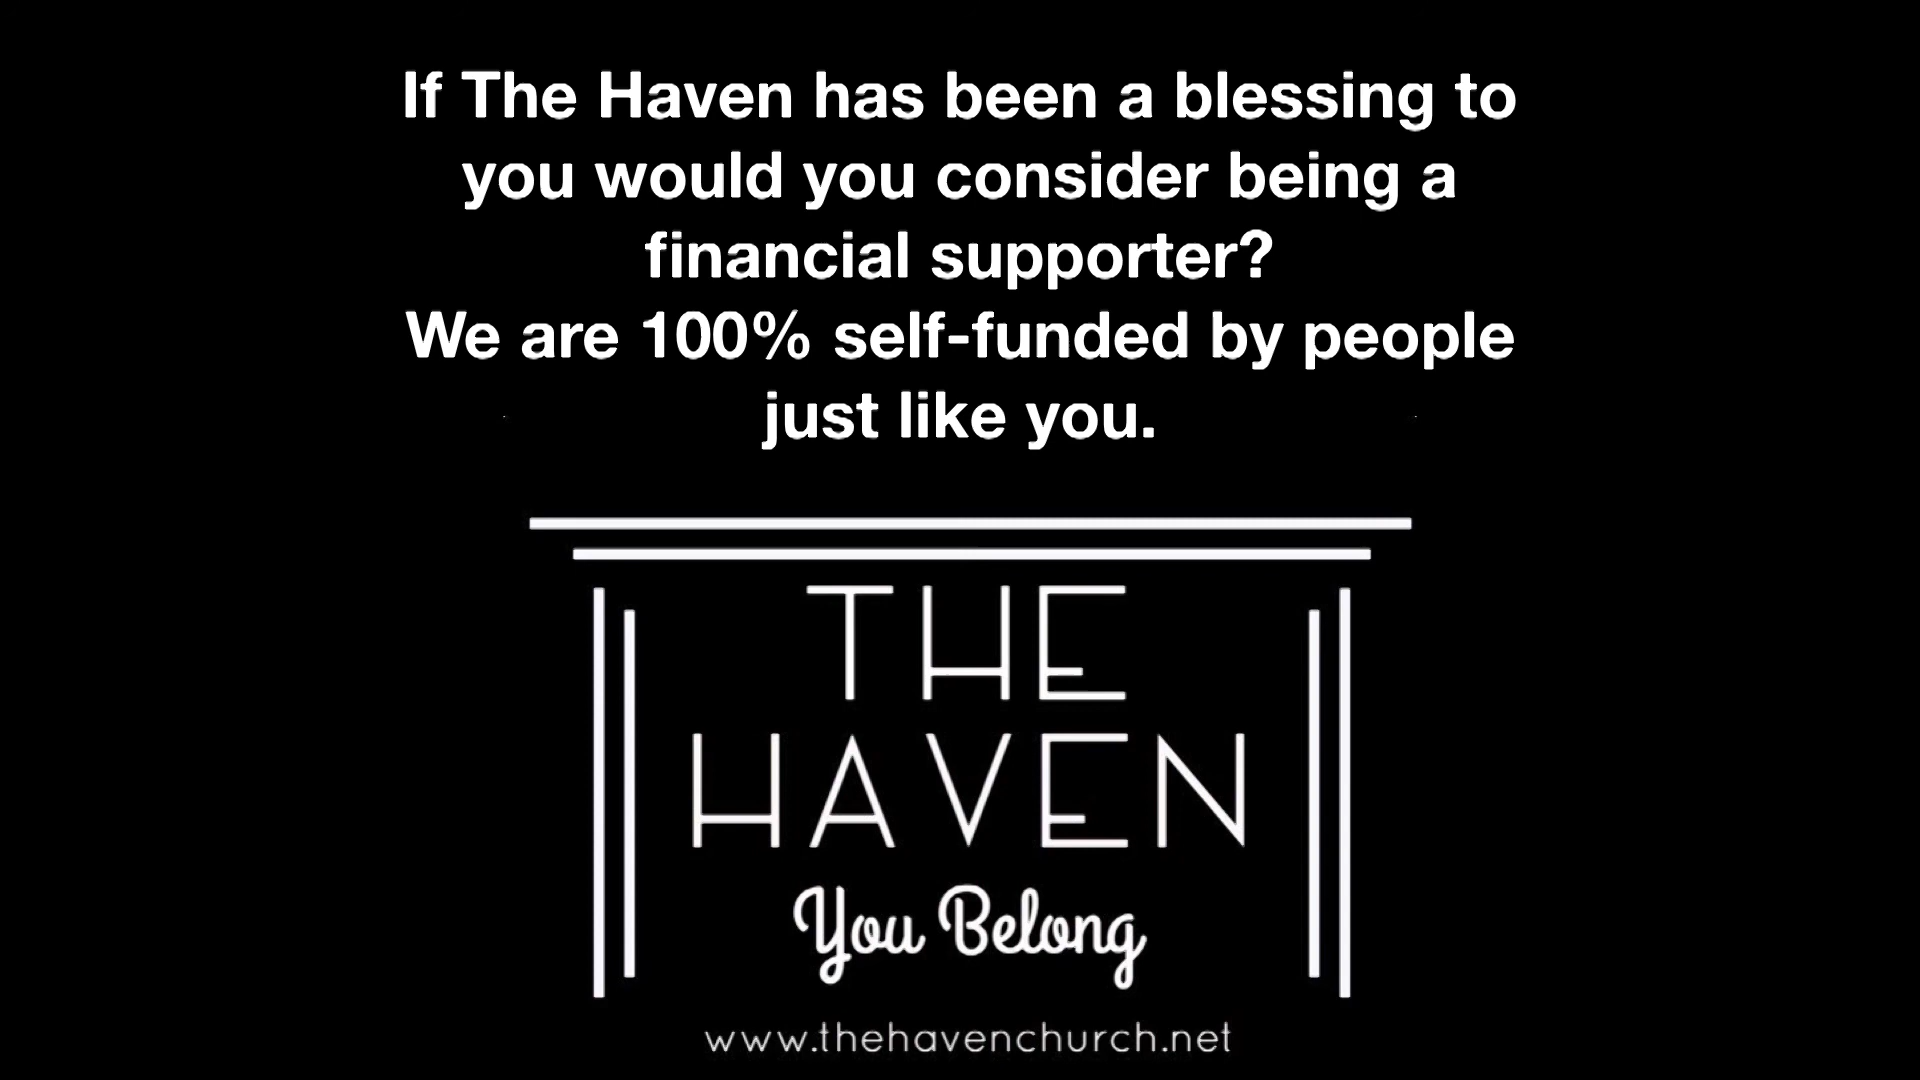 If The Haven has been a blessing to
you would you consider being a
financial supporter?
We are 100% self-funded by people
just like you.
THE
HAVEN
You Belong
www.thehavenchurch.net